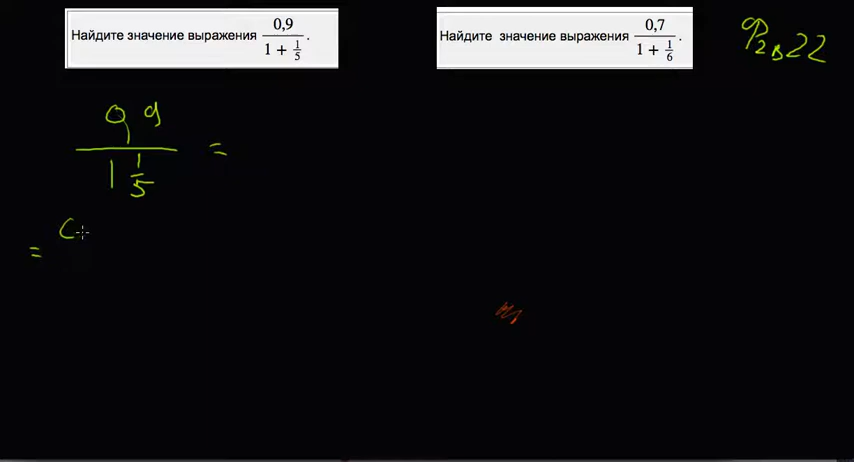 Найдите значение выражения 0,9 / (1 + 1/5) .
Найдите значение выражения 0,7 / (1 + 1/6) .
0,9 / 1 1/5 =
=